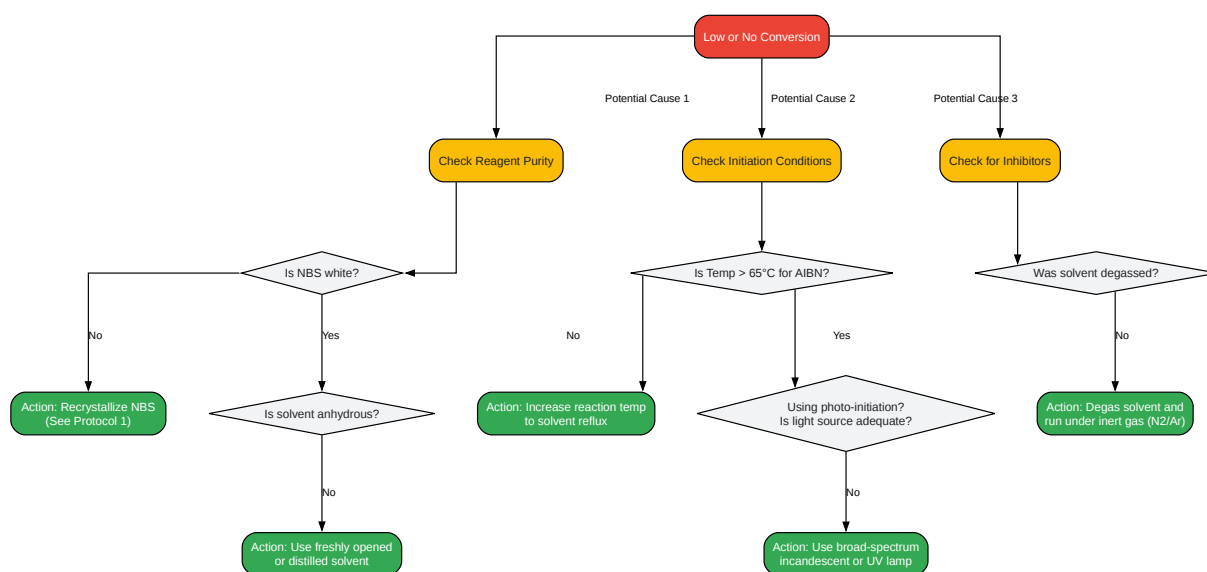 Low or No Conversion
Potential Cause 1
Potential Cause 2
Potential Cause 3
Check Reagent Purity
Check Initiation Conditions
Check for Inhibitors
Is NBS white?
Is Temp > 65°C for AIBN?
Was solvent degassed?
No
Yes
No
Yes
No
Action: Recrystallize NBS
(See Protocol 1)
Is solvent anhydrous?
Action: Increase reaction temp
to solvent reflux
Using photo-initiation?
Is light source adequate?
Action: Degas solvent and
run under inert gas (N2/Ar)
No
No
Action: Use freshly opened
or distilled solvent
Action: Use broad-spectrum
incandescent or UV lamp